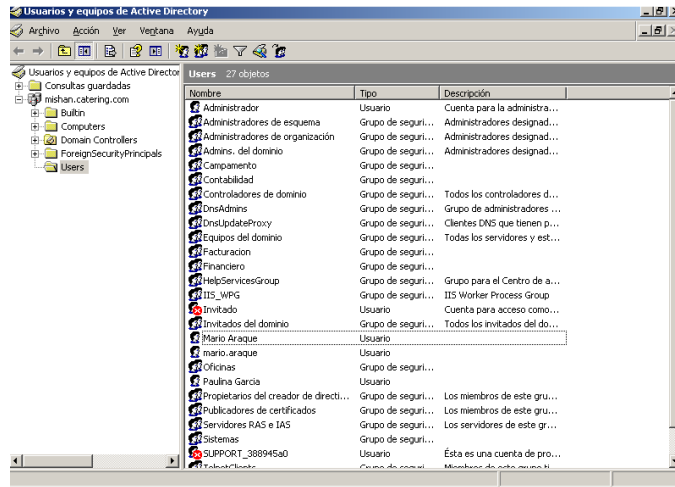 Usuarios y equipos de Active Directory
Archivo Acción Ver Ventana Ayuda
Usuarios y equipos de Active Director
Consultas guardadas
mishan.catering.com
Builtin
Computers
Domain Controllers
ForeignSecurityPrincipals
Users
Users 27 objetos
Nombre Tipo Descripción
Administrador Usuario Cuenta para la administra...
Administradores de esquema Grupo de seguri... Administradores designad...
Administradores de organización Grupo de seguri... Administradores designad...
Admins. del dominio Grupo de seguri... Administradores designad...
Campamento Grupo de seguri...
Contabilidad Grupo de seguri...
Controladores de dominio Grupo de seguri... Todos los controladores d...
DnsAdmins Grupo de seguri... Grupo de administradores ...
DnsUpdateProxy Grupo de seguri... Clientes DNS que tienen p...
Equipos del dominio Grupo de seguri... Todas los servidores y est...
Facturacion Grupo de seguri...
Financiero Grupo de seguri...
HelpServicesGroup Grupo de seguri... Grupo para el Centro de a...
IIS_WPG Grupo de seguri... IIS Worker Process Group
Invitado Usuario Cuenta para acceso como...
Invitados del dominio Grupo de seguri... Todos los invitados del do...
Mario Araque Usuario
mario.araque Usuario
Oficinas Grupo de seguri...
Paulina Garcia Usuario
Propietarios del creador de directi... Grupo de seguri... Los miembros de este gru...
Publicadores de certificados Grupo de seguri... Los miembros de este gru...
Servidores RAS e IAS Grupo de seguri... Los servidores de este gr...
Sistemas Grupo de seguri...
SUPPORT_388945a0 Usuario Ésta es una cuenta de pro...
TelnetClients Grupo de seguri... Miembros de este grupo ti...